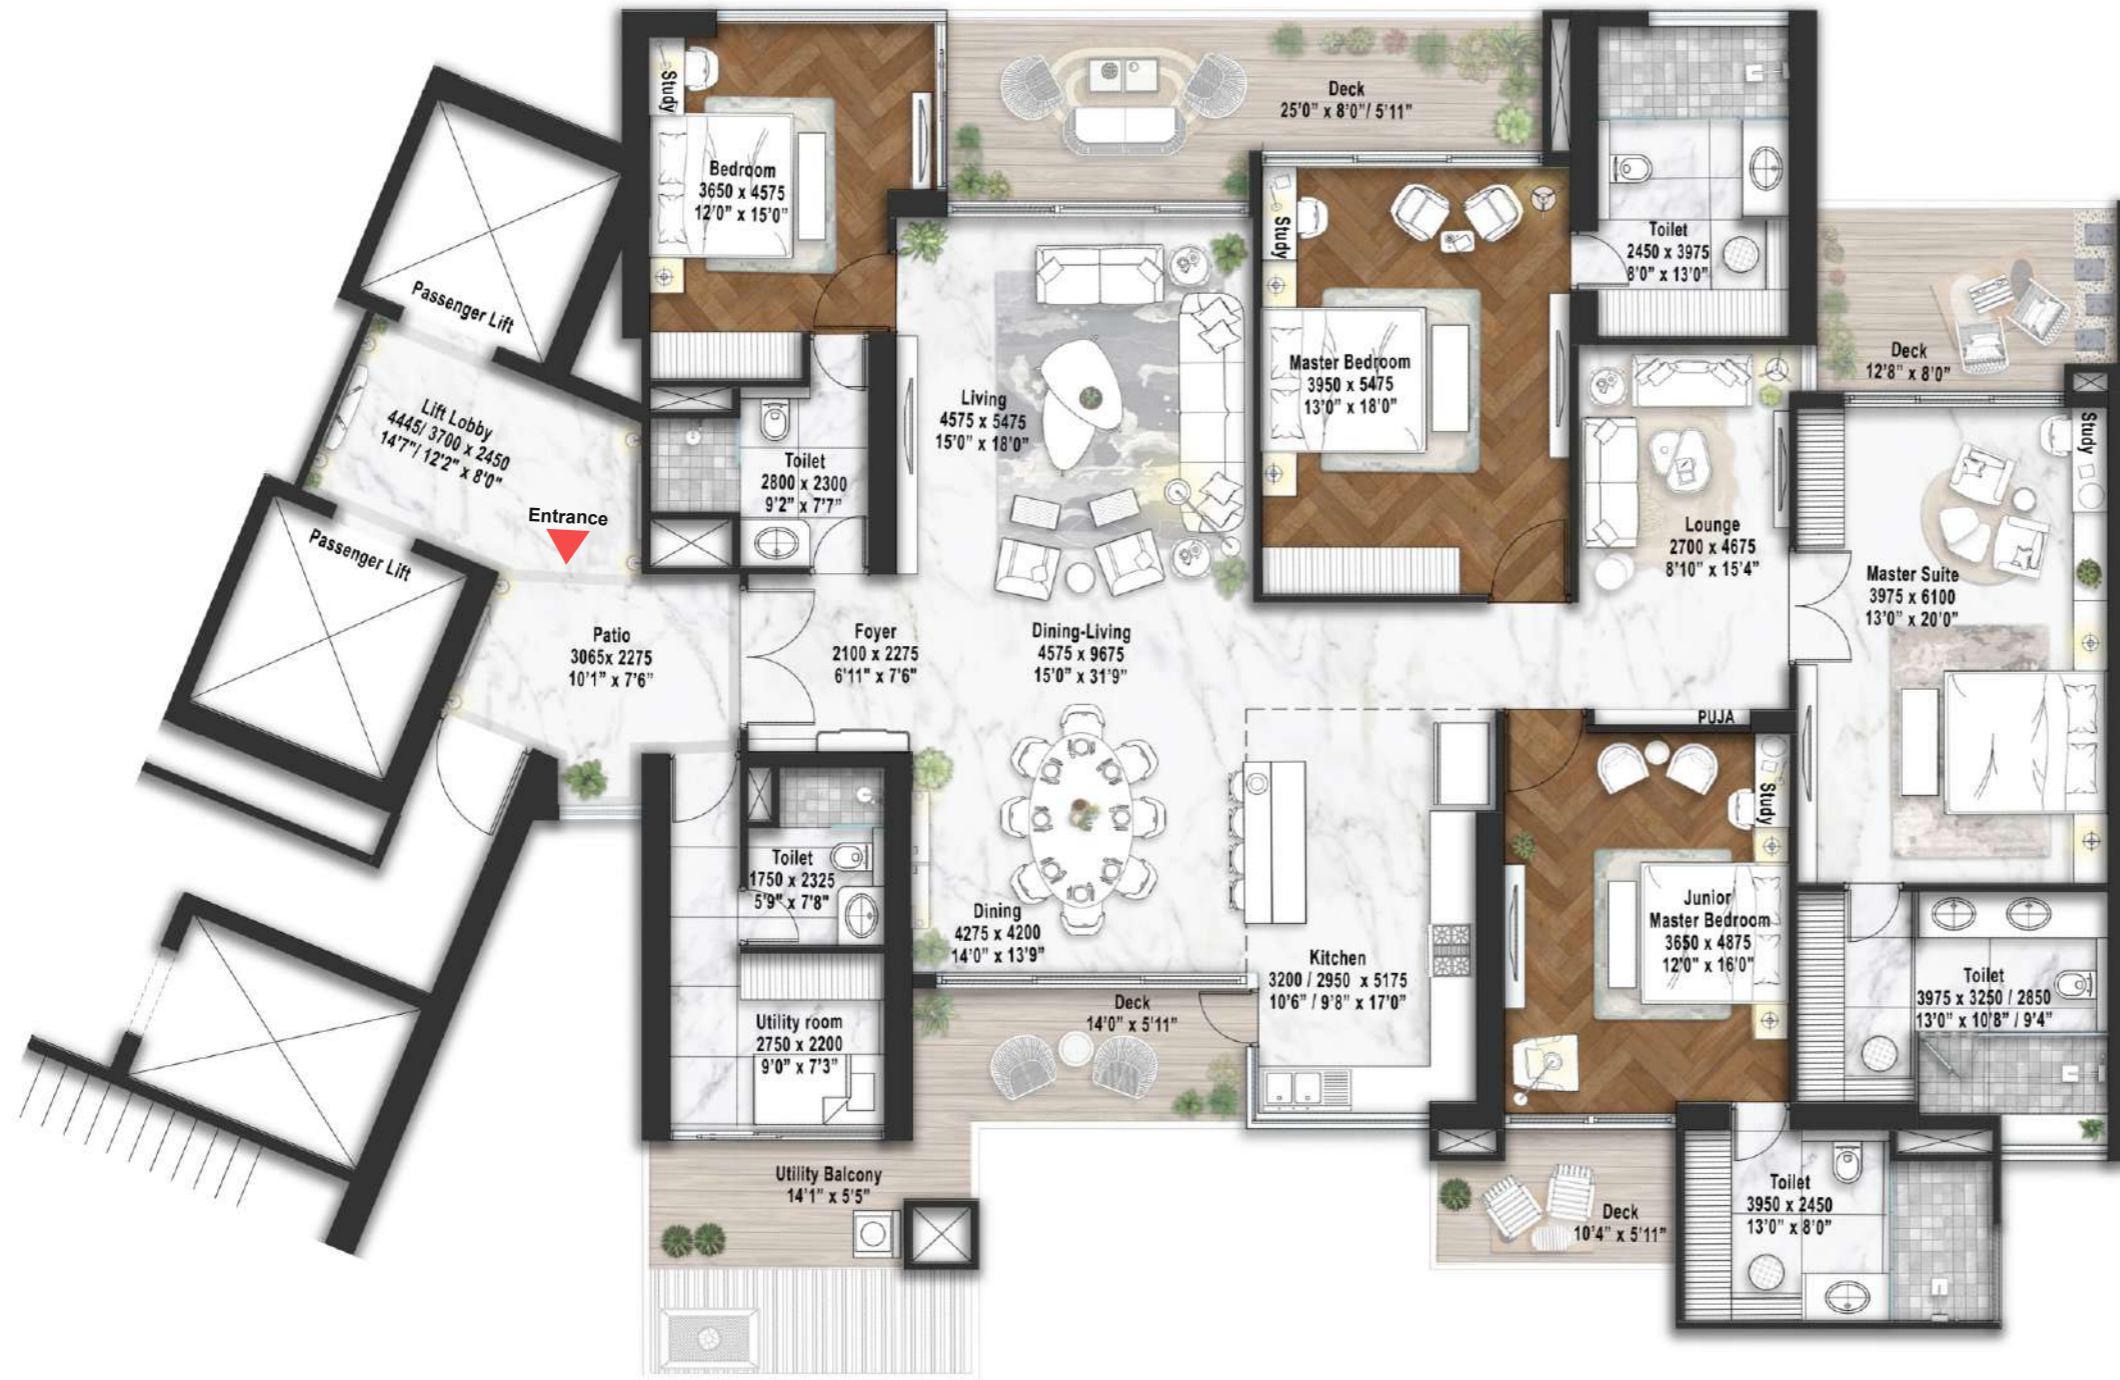 Study
Bedroom
3650 x 4575
12'0" x 15'0"
Deck
25'0" x 8'0"/ 5'11"
Passenger Lift
Lift Lobby
4445/ 3700 x 2450
14'7"/ 12'2" x 8'0"
Passenger Lift
Entrance
Toilet
2800 x 2300
9'2" x 7'7"
Living
4575 x 5475
15'0" x 18'0"
Study
Master Bedroom
3950 x 5475
13'0" x 18'0"
Toilet
2450 x 3975
8'0" x 13'0"
Deck
12'8" x 8'0"
Lounge
2700 x 4675
8'10" x 15'4"
Study
Master Suite
3975 x 6100
13'0" x 20'0"
Patio
3065x 2275
10'1" x 7'6"
Foyer
2100 x 2275
6'11" x 7'6"
Dining-Living
4575 x 9675
15'0" x 31'9"
PUJA
Study
Toilet
1750 x 2325
5'9" x 7'8"
Dining
4275 x 4200
14'0" x 13'9"
Kitchen
3200 / 2950 x 5175
10'6" / 9'8" x 17'0"
Junior
Master Bedroom
3650 x 4875
12'0" x 16'0"
Toilet
3975 x 3250 / 2850
13'0" x 10'8" / 9'4"
Utility room
2750 x 2200
9'0" x 7'3"
Deck
14'0" x 5'11"
Utility Balcony
14'1" x 5'5"
Deck
10'4" x 5'11"
Toilet
3950 x 2450
13'0" x 8'0"